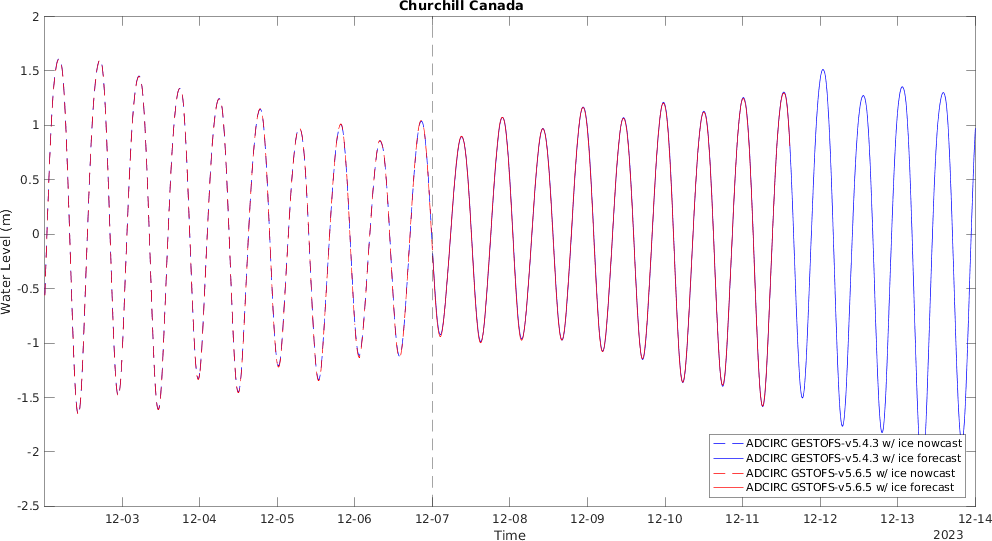 Churchill Canada
2
1.5
1
0.5
0
-0.5
-1
-1.5
-2
-2.5
Water Level (m)
12-03 12-04 12-05 12-06 12-07 12-08 12-09 12-10 12-11 12-12 12-13 12-14
Time
2023
ADCIRC GESTOFS-v5.4.3 w/ ice nowcast
ADCIRC GESTOFS-v5.4.3 w/ ice forecast
ADCIRC GSTOFS-v5.6.5 w/ ice nowcast
ADCIRC GSTOFS-v5.6.5 w/ ice forecast